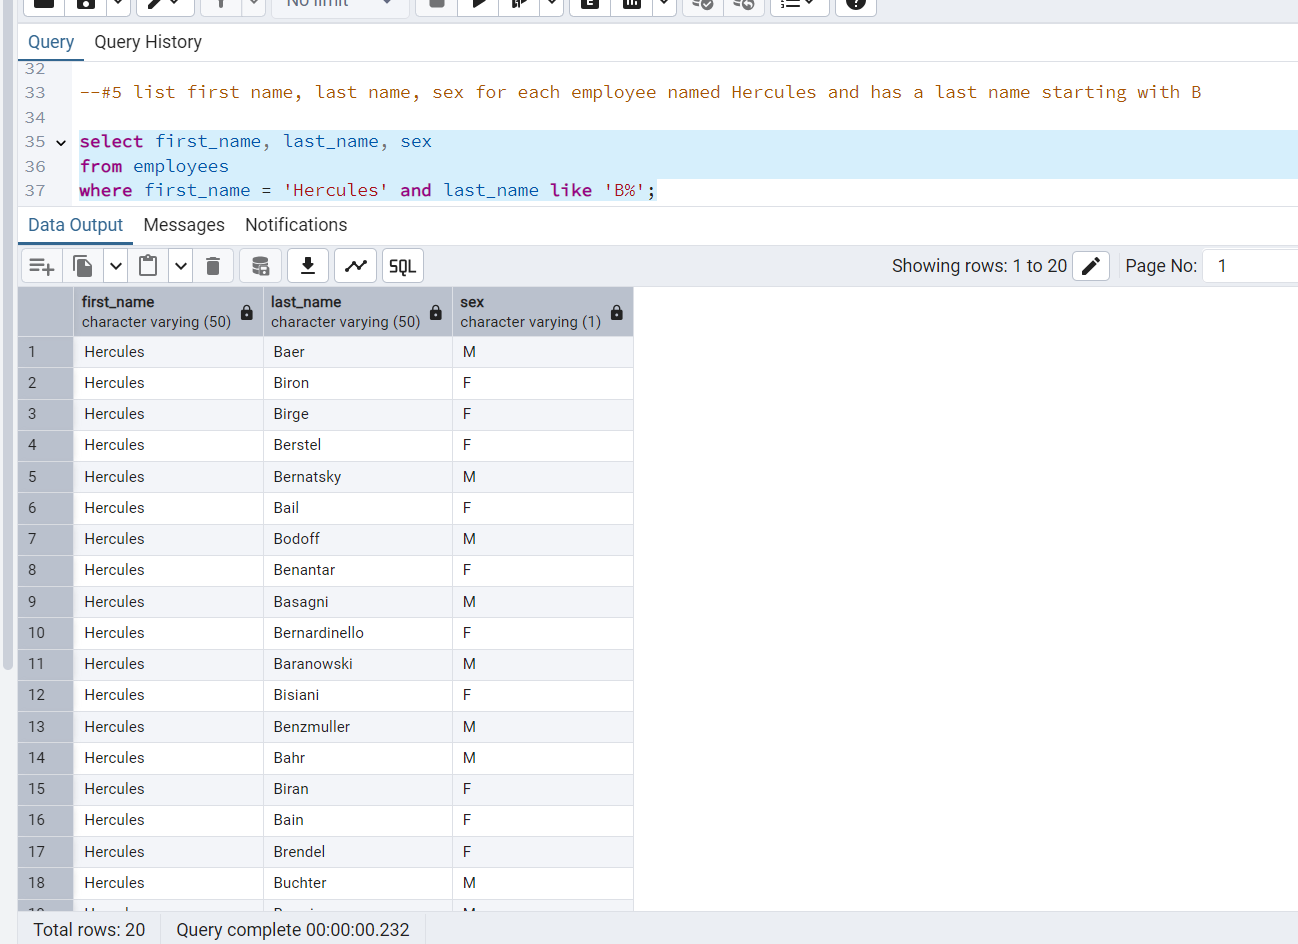 No limit
Query Query History
32
33 --#5 list first name, last name, sex for each employee named Hercules and has a last name starting with B
34
35 select first_name, last_name, sex
36 from employees
37 where first_name = 'Hercules' and last_name like 'B%';
Data Output Messages Notifications
SQL Showing rows: 1 to 20 Page No: 1
first_name last_name sex
character varying (50) character varying (50) character varying (1)
1 Hercules Baer M
2 Hercules Biron F
3 Hercules Birge F
4 Hercules Berstel F
5 Hercules Bernatsky M
6 Hercules Bail F
7 Hercules Bodoff M
8 Hercules Benantar F
9 Hercules Basagni M
10 Hercules Bernardinello F
11 Hercules Baranowski M
12 Hercules Bisiani F
13 Hercules Benzmuller M
14 Hercules Bahr M
15 Hercules Biran F
16 Hercules Bain F
17 Hercules Brendel F
18 Hercules Buchter M
Total rows: 20 Query complete 00:00:00.232